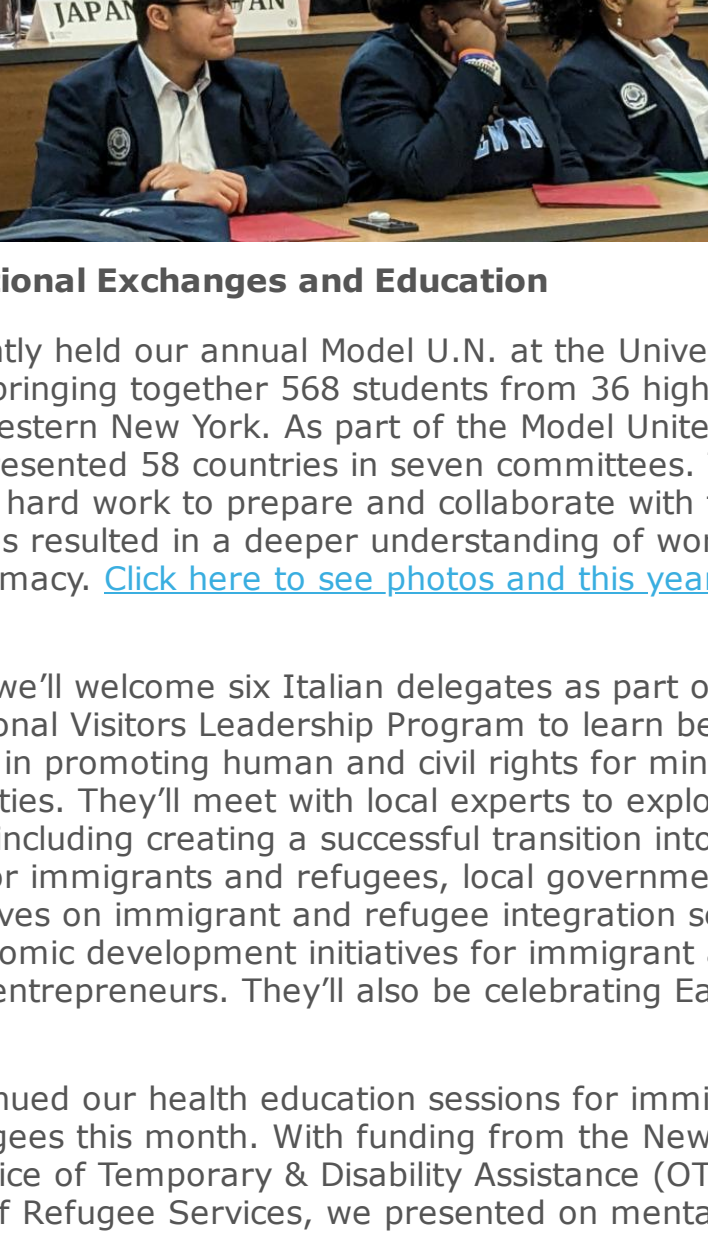 JAPAN
AN
NEW YO
tional Exchanges and Education
ntly held our annual Model U.N. at the Unive
bringing together 568 students from 36 high
estern New York. As part of the Model Unite
resented 58 countries in seven committees.
hard work to prepare and collaborate with
s resulted in a deeper understanding of wor
macy. Click here to see photos and this year
we’ll welcome six Italian delegates as part o
onal Visitors Leadership Program to learn be
in promoting human and civil rights for min
ties. They’ll meet with local experts to explo
including creating a successful transition into
or immigrants and refugees, local governme
ves on immigrant and refugee integration se
omic development initiatives for immigrant
entrepreneurs. They’ll also be celebrating Ea
nued our health education sessions for immi
gees this month. With funding from the New
ice of Temporary & Disability Assistance (OT
f Refugee Services, we presented on menta